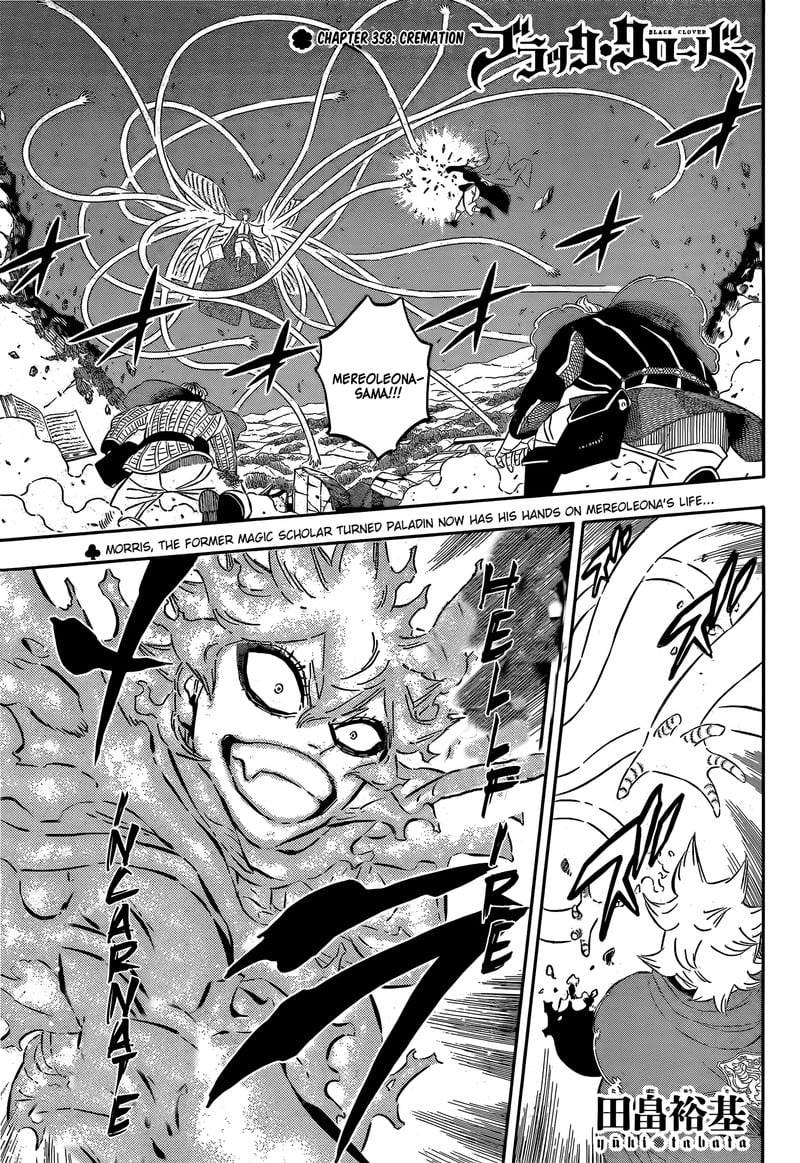 CHAPTER 358: CREMATION
ブラック・クローバー
BLACK CLOVER
MEREOLEONA-
SAMA!!!
MORRIS, THE FORMER MAGIC SCHOLAR TURNED PALADIN NOW HAS HIS HANDS ON MEREOLEONA'S LIFE...
HELLFIRE
INCARNATE
田畠裕基
yūki tabata